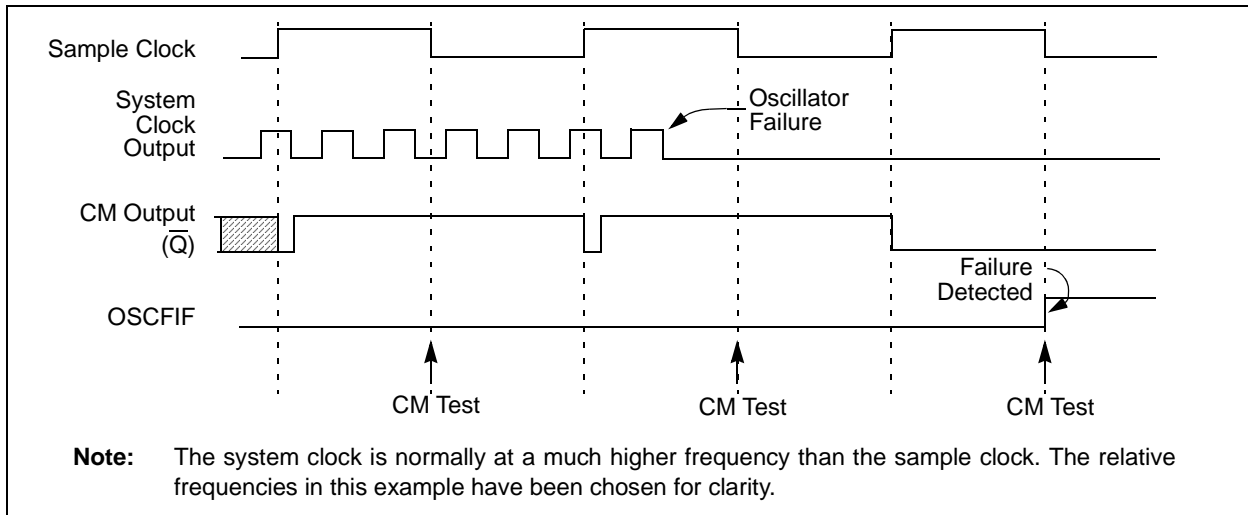 Sample Clock
System
Clock
Output
Oscillator
Failure
CM Output
(Q̅)
Failure
Detected
OSCFIF
CM Test
CM Test
CM Test
Note: The system clock is normally at a much higher frequency than the sample clock. The relative
frequencies in this example have been chosen for clarity.